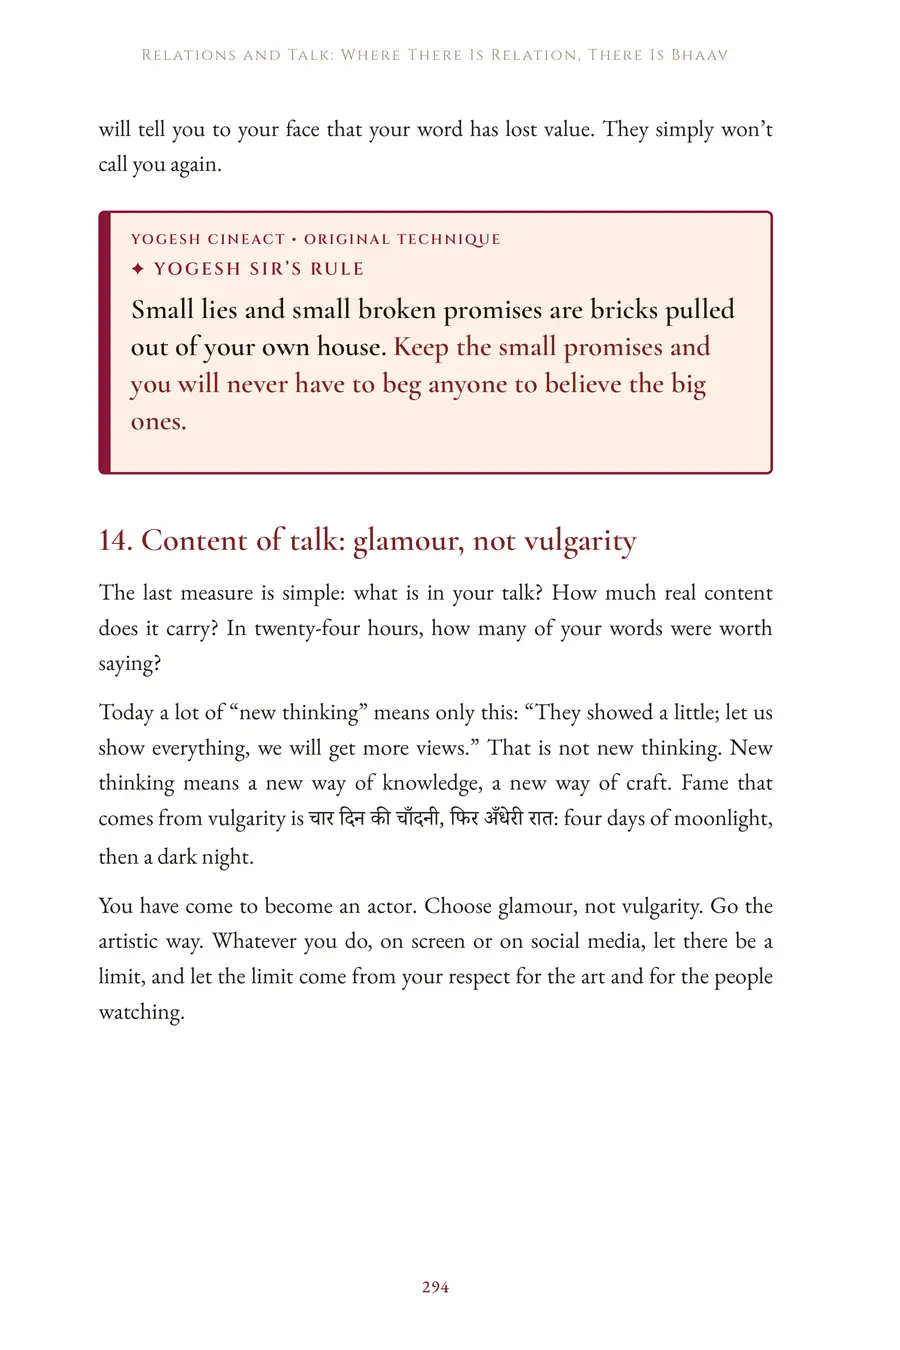 Relations and Talk: Where There Is Relation, There Is Bhaav
will tell you to your face that your word has lost value. They simply won’t
call you again.
YOGESH CINEACT • ORIGINAL TECHNIQUE
✦ YOGESH SIR’S RULE
Small lies and small broken promises are bricks pulled
out of your own house. Keep the small promises and
you will never have to beg anyone to believe the big
ones.
14. Content of talk: glamour, not vulgarity
The last measure is simple: what is in your talk? How much real content
does it carry? In twenty-four hours, how many of your words were worth
saying?
Today a lot of “new thinking” means only this: “They showed a little; let us
show everything, we will get more views.” That is not new thinking. New
thinking means a new way of knowledge, a new way of craft. Fame that
comes from vulgarity is चार दिन की चाँदनी, फिर अँधेरी रात: four days of moonlight,
then a dark night.
You have come to become an actor. Choose glamour, not vulgarity. Go the
artistic way. Whatever you do, on screen or on social media, let there be a
limit, and let the limit come from your respect for the art and for the people
watching.
294